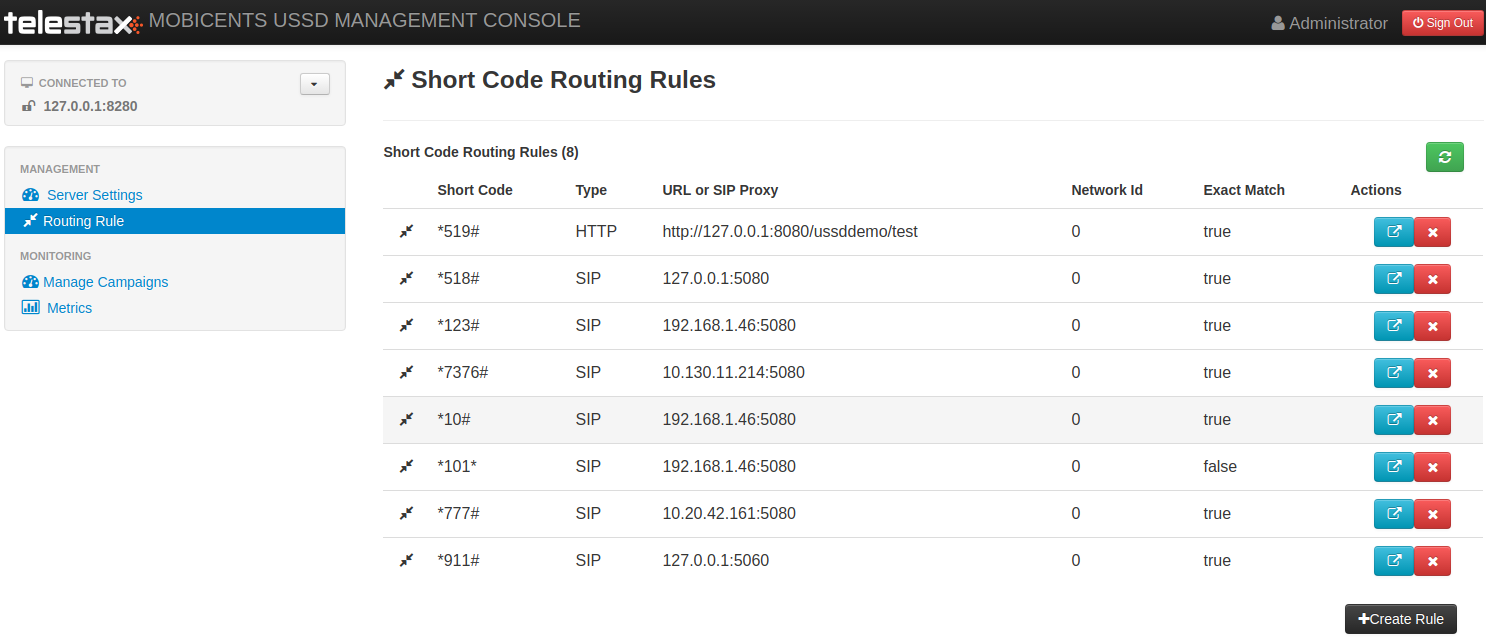 telestax MOBICENTS USSD MANAGEMENT CONSOLE Administrator Sign Out
CONNECTED TO
127.0.0.1:8280
MANAGEMENT
Server Settings
Routing Rule
MONITORING
Manage Campaigns
Metrics
Short Code Routing Rules
Short Code Routing Rules (8)
Short Code Type URL or SIP Proxy Network Id Exact Match Actions
*519# HTTP http://127.0.0.1:8080/ussddemo/test 0 true
*518# SIP 127.0.0.1:5080 0 true
*123# SIP 192.168.1.46:5080 0 true
*7376# SIP 10.130.11.214:5080 0 true
*10# SIP 192.168.1.46:5080 0 true
*101* SIP 192.168.1.46:5080 0 false
*777# SIP 10.20.42.161:5080 0 true
*911# SIP 127.0.0.1:5060 0 true
Create Rule